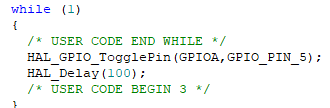 while (1)
{
/* USER CODE END WHILE */
HAL_GPIO_TogglePin(GPIOA,GPIO_PIN_5);
HAL_Delay(100);
/* USER CODE BEGIN 3 */
}